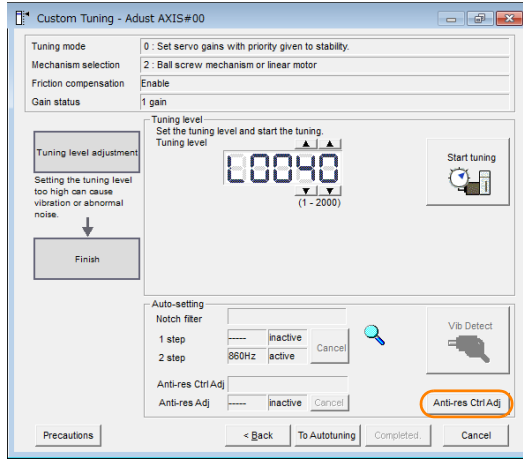 Custom Tuning - Adust AXIS#00
Tuning mode 0 : Set servo gains with priority given to stability.
Mechanism selection 2 : Ball screw mechanism or linear motor
Friction compensation Enable
Gain status 1 gain
Tuning level adjustment
Setting the tuning level
too high can cause
vibration or abnormal
noise.
Finish
Tuning level
Set the tuning level and start the tuning.
Tuning level
L0040
(1 - 2000)
Start tuning
Auto-setting
Notch filter
1 step ----- inactive
2 step 860Hz active
Cancel
Anti-res Ctrl Adj
Anti-res Adj ----- inactive Cancel
Vib Detect
Anti-res Ctrl Adj
Precautions
< Back
To Autotuning
Completed.
Cancel